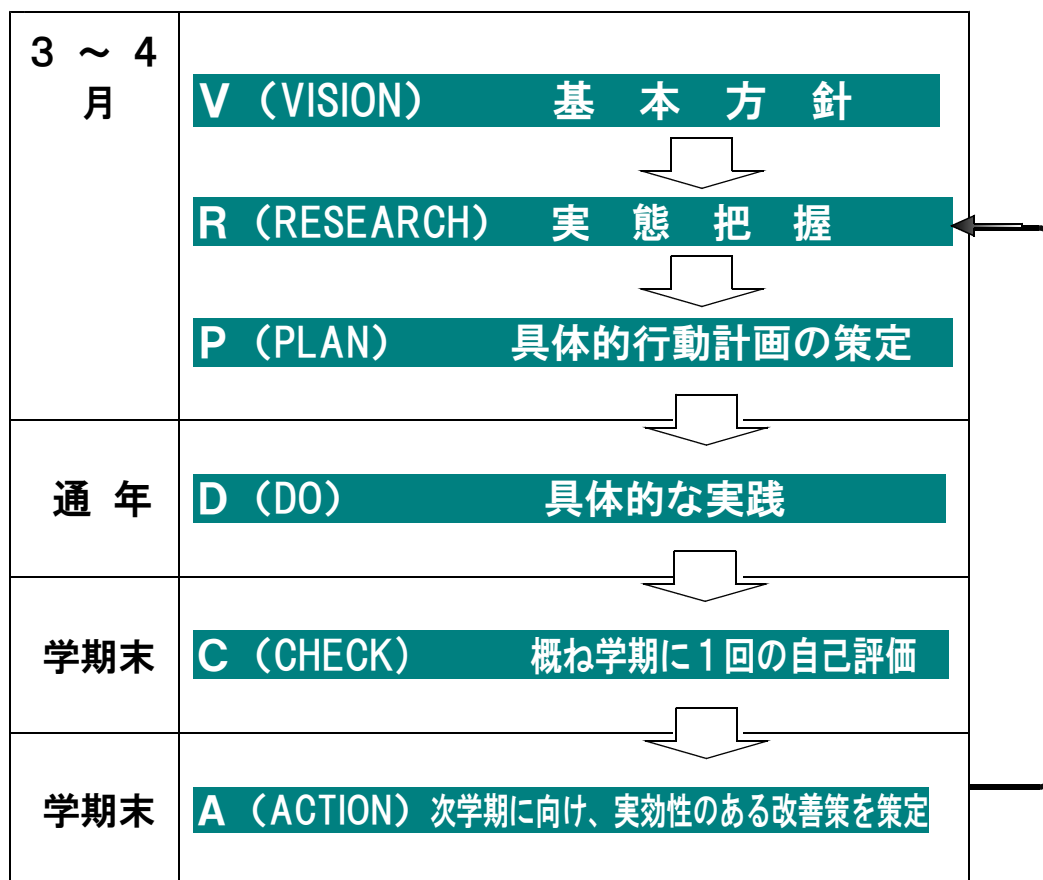 ３ ～ ４
月
V （VISION） 基 本 方 針
R （RESEARCH） 実 態 把 握
P （PLAN） 具体的行動計画の策定
通 年
D （DO） 具体的な実践
学期末
C （CHECK） 概ね学期に１回の自己評価
学期末
A （ACTION）次学期に向け、実効性のある改善策を策定